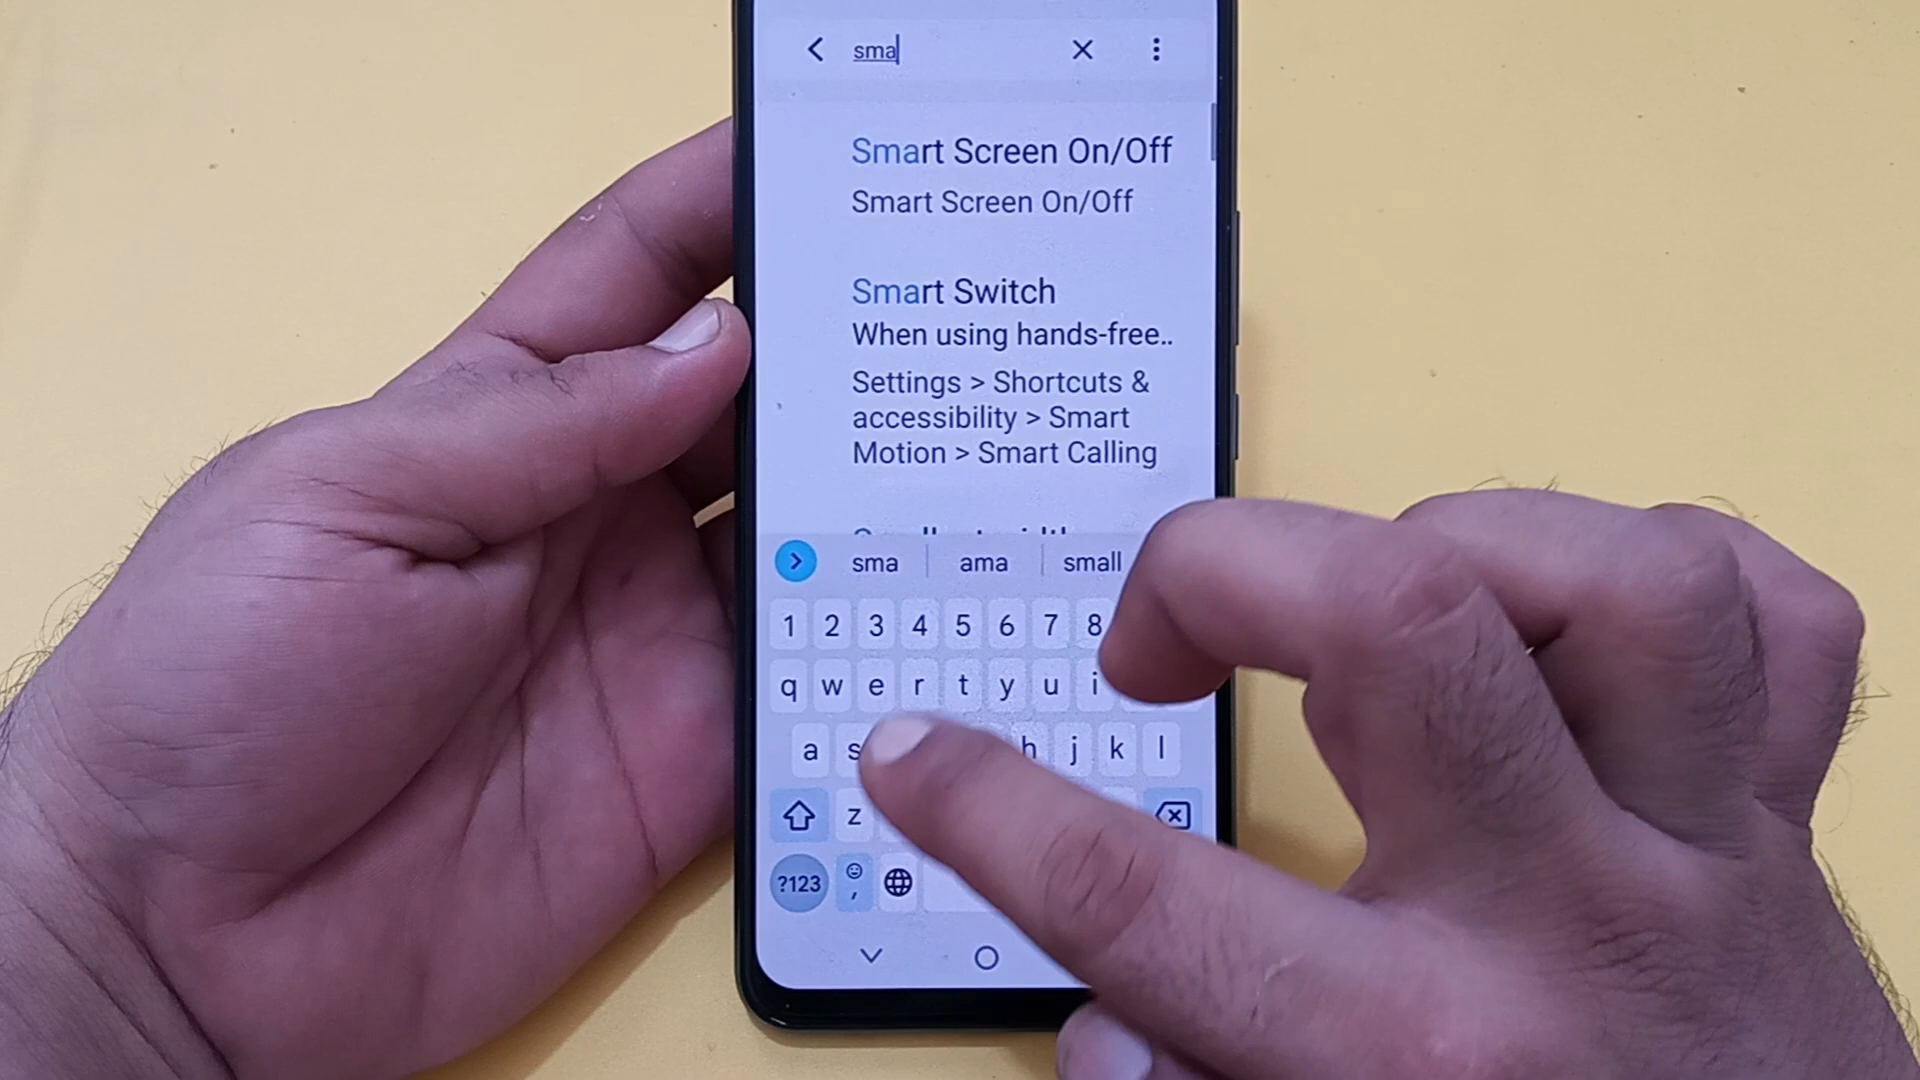 sma
Smart Screen On/Off
Smart Screen On/Off
Smart Switch
When using hands-free..
Settings > Shortcuts &
accessibility > Smart
Motion > Smart Calling
sma ama small
1 2 3 4 5 6 7 8
q w e r t y u i
a s h j k l
z
?123 ,